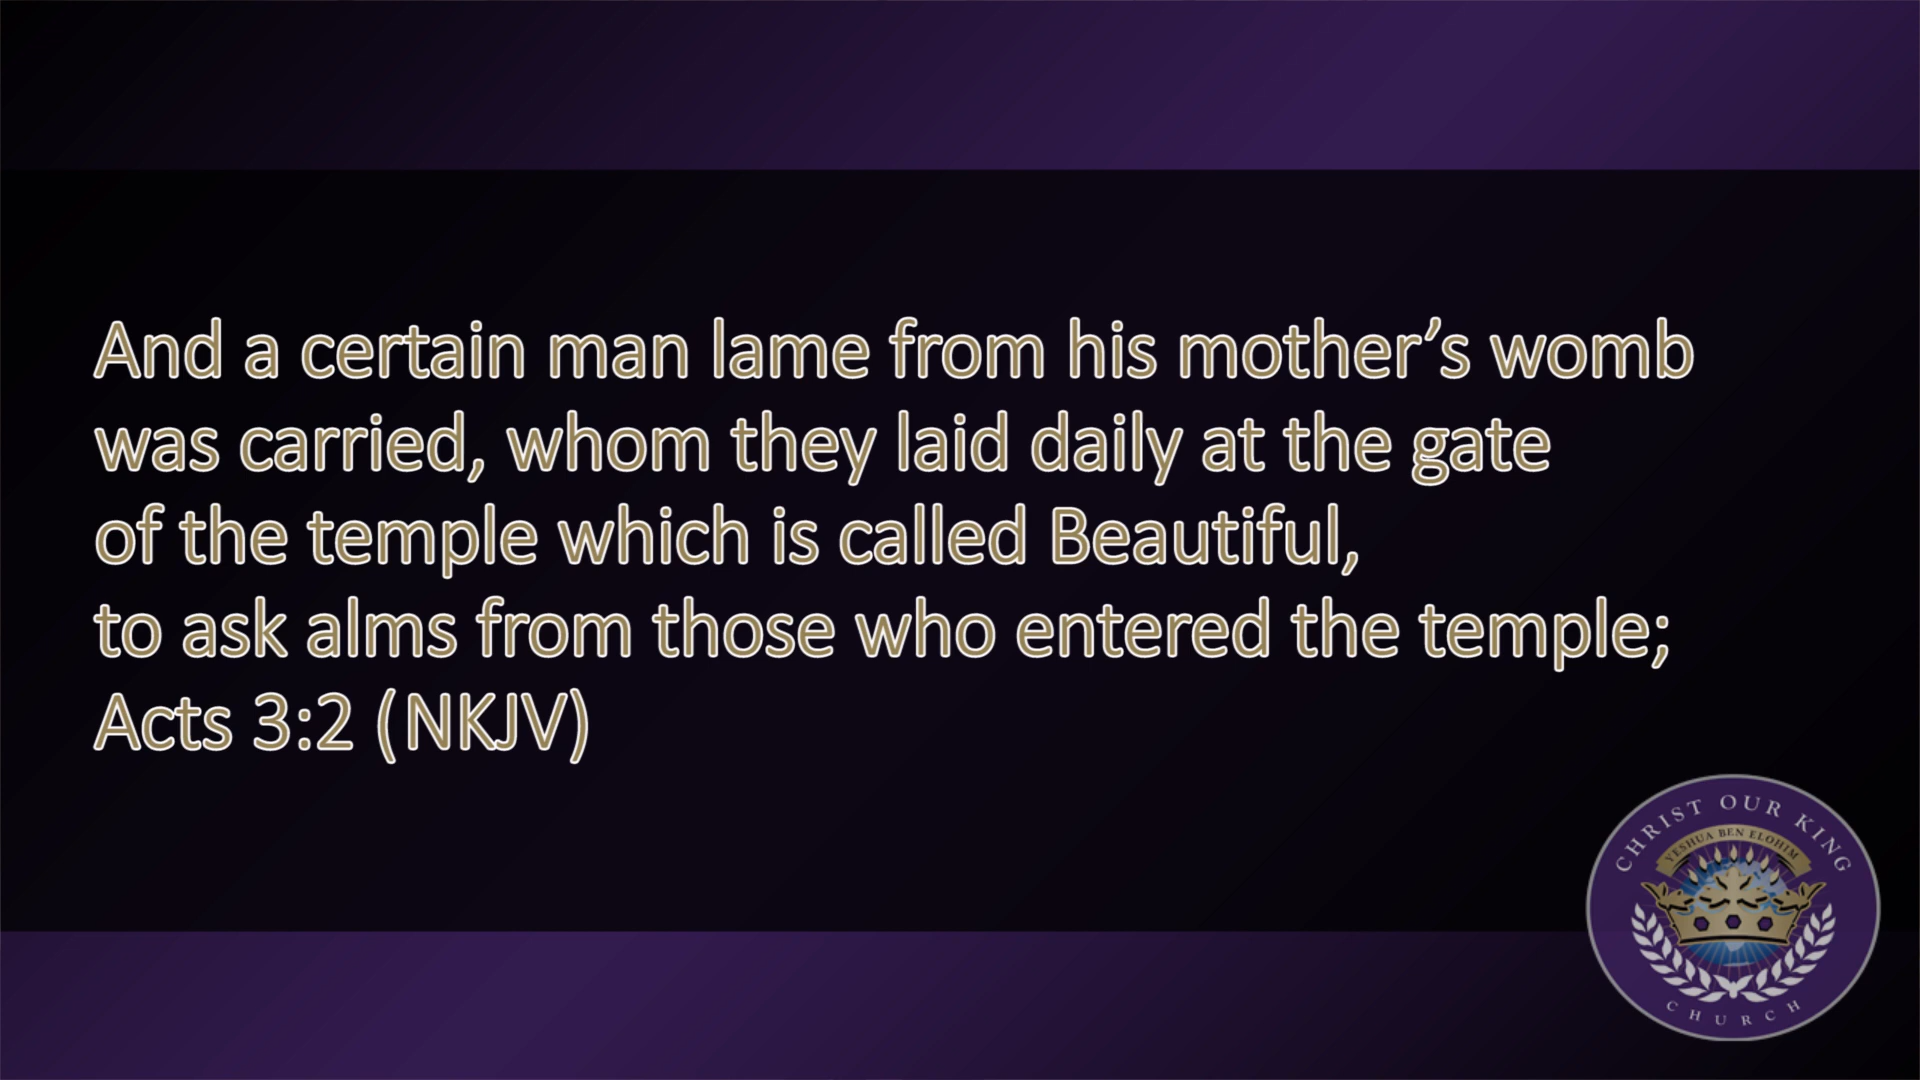 And a certain man lame from his mother’s womb
was carried, whom they laid daily at the gate
of the temple which is called Beautiful,
to ask alms from those who entered the temple;
Acts 3:2 (NKJV)
CHRIST OUR KING
YESHUA BEN ELOHIM
CHURCH